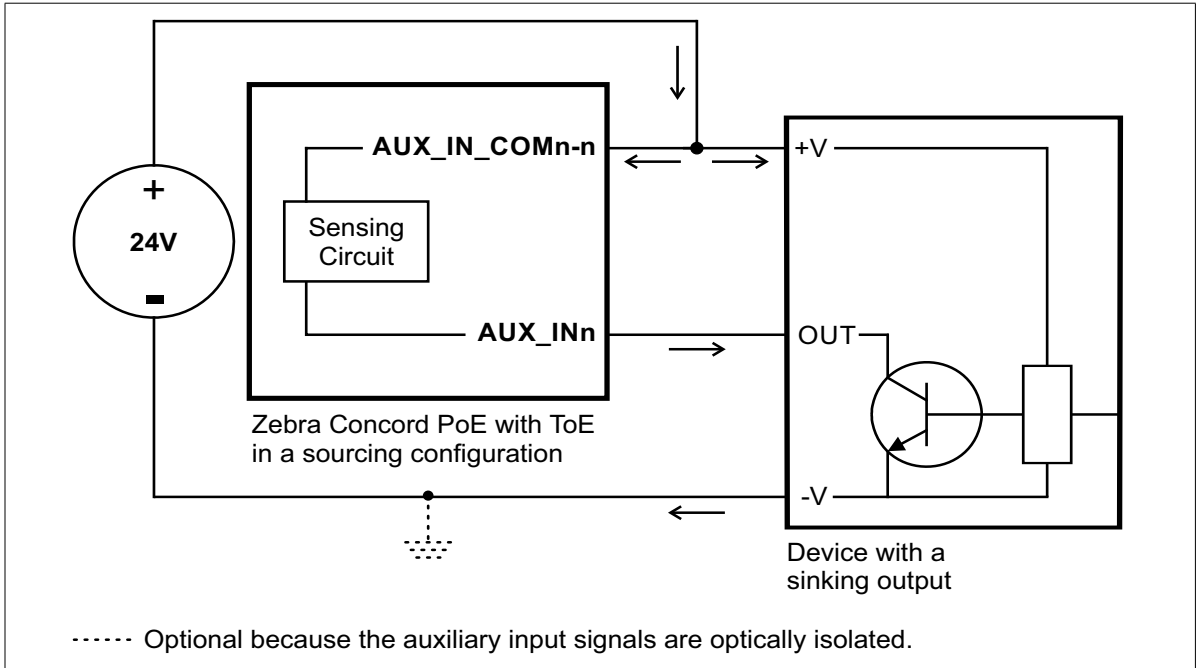 AUX_IN_COMn-n
+V
+
24V
-
Sensing
Circuit
AUX_INn
OUT
Zebra Concord PoE with ToE
in a sourcing configuration
-V
Device with a
sinking output
Optional because the auxiliary input signals are optically isolated.